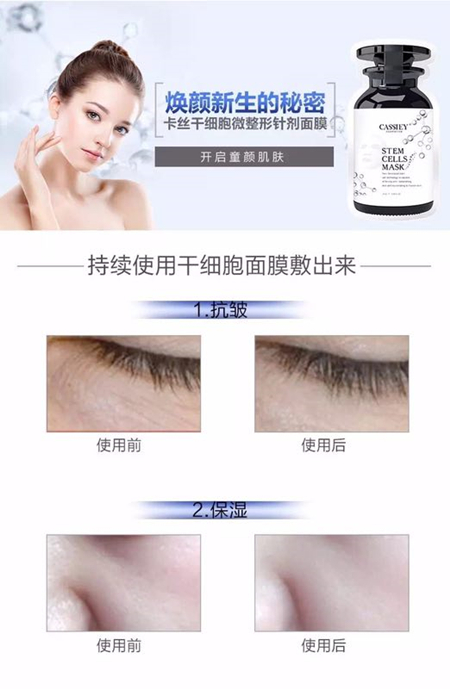 焕颜新生的秘密
卡丝干细胞微整形针剂面膜
开启童颜肌肤
CASSIEY
STEM
CELLS
MASK
持续使用干细胞面膜敷出来
1.抗皱
使用前
使用后
2.保湿
使用前
使用后